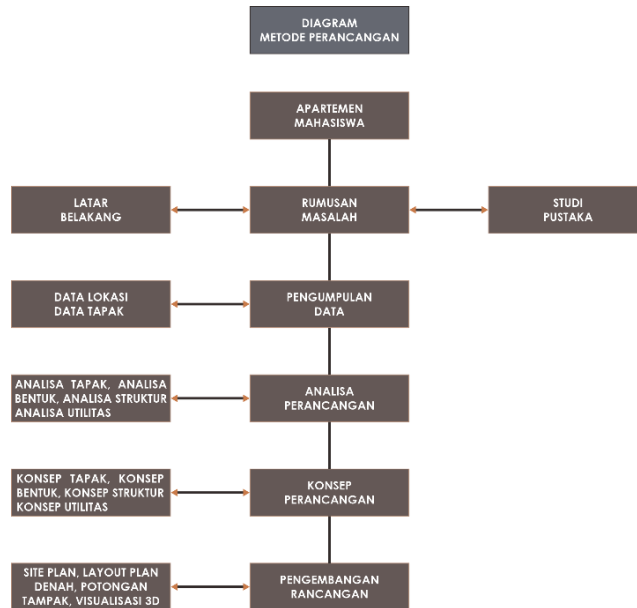 DIAGRAM
METODE PERANCANGAN
APARTEMEN
MAHASISWA
LATAR
BELAKANG
RUMUSAN
MASALAH
STUDI
PUSTAKA
DATA LOKASI
DATA TAPAK
PENGUMPULAN
DATA
ANALISA TAPAK, ANALISA
BENTUK, ANALISA STRUKTUR
ANALISA UTILITAS
ANALISA
PERANCANGAN
KONSEP TAPAK, KONSEP
BENTUK, KONSEP STRUKTUR
KONSEP UTILITAS
KONSEP
PERANCANGAN
SITE PLAN, LAYOUT PLAN
DENAH, POTONGAN
TAMPAK, VISUALISASI 3D
PENGEMBANGAN
RANCANGAN